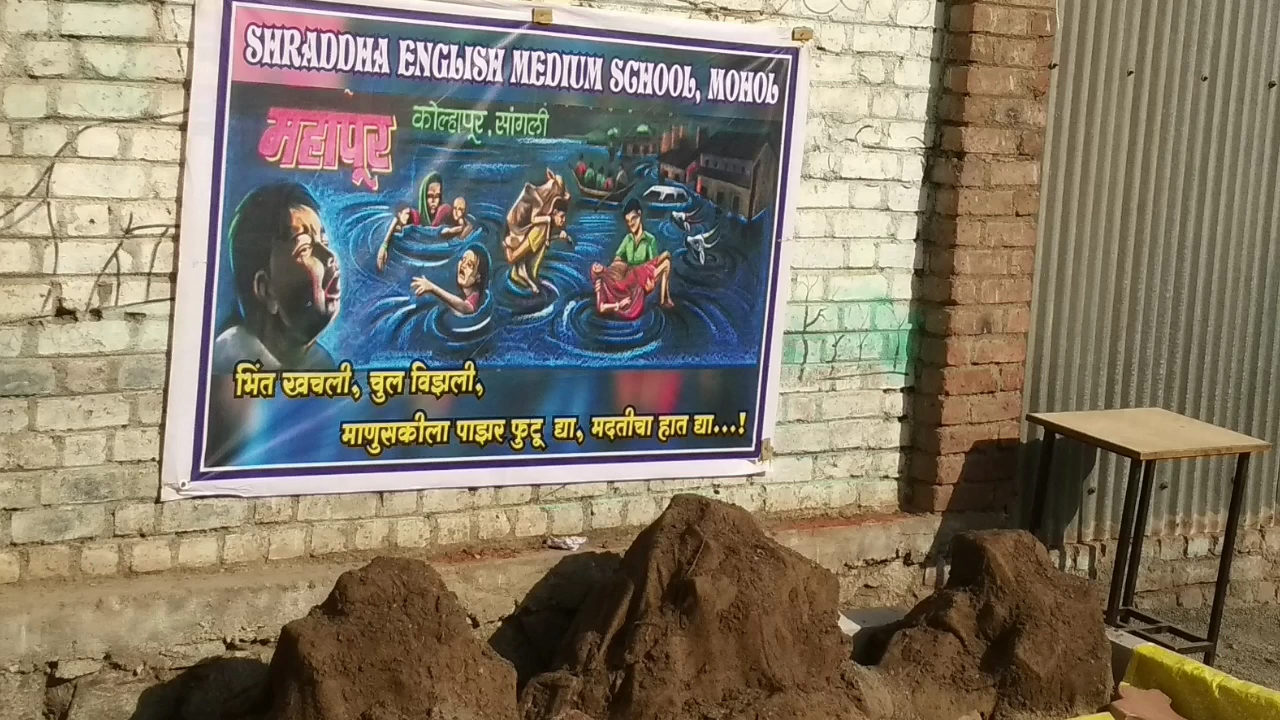 SHRADDHA ENGLISH MEDIUM SCHOOL, MOHOL
महापूर
कोल्हापूर, सांगली
भिंत खचली, चुल विझली,
माणुसकीला पाझर फुटू द्या, मदतीचा हात द्या...!